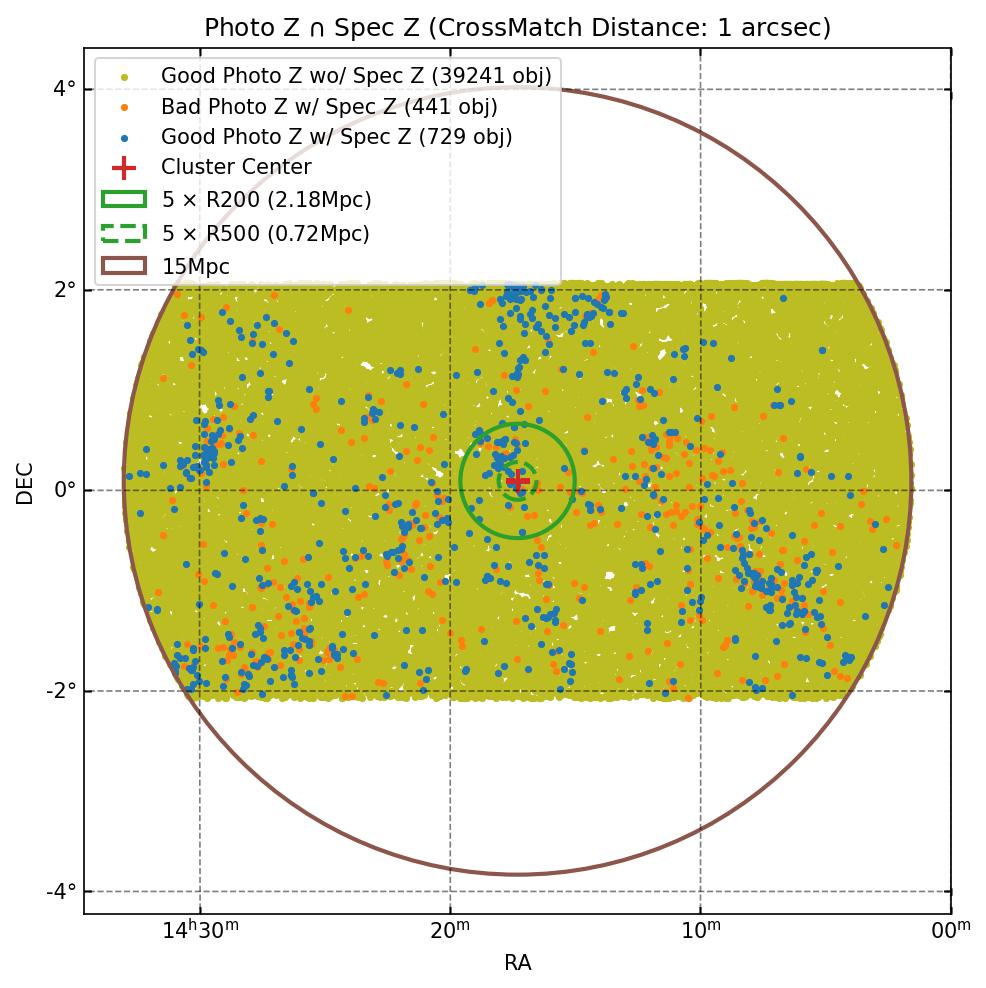 Photo Z ∩ Spec Z (CrossMatch Distance: 1 arcsec)
Good Photo Z wo/ Spec Z (39241 obj)
Bad Photo Z w/ Spec Z (441 obj)
Good Photo Z w/ Spec Z (729 obj)
Cluster Center
5 × R200 (2.18Mpc)
5 × R500 (0.72Mpc)
15Mpc
4°
2°
0°
-2°
-4°
DEC
14ʰ30ᵐ 20ᵐ 10ᵐ 00ᵐ
RA